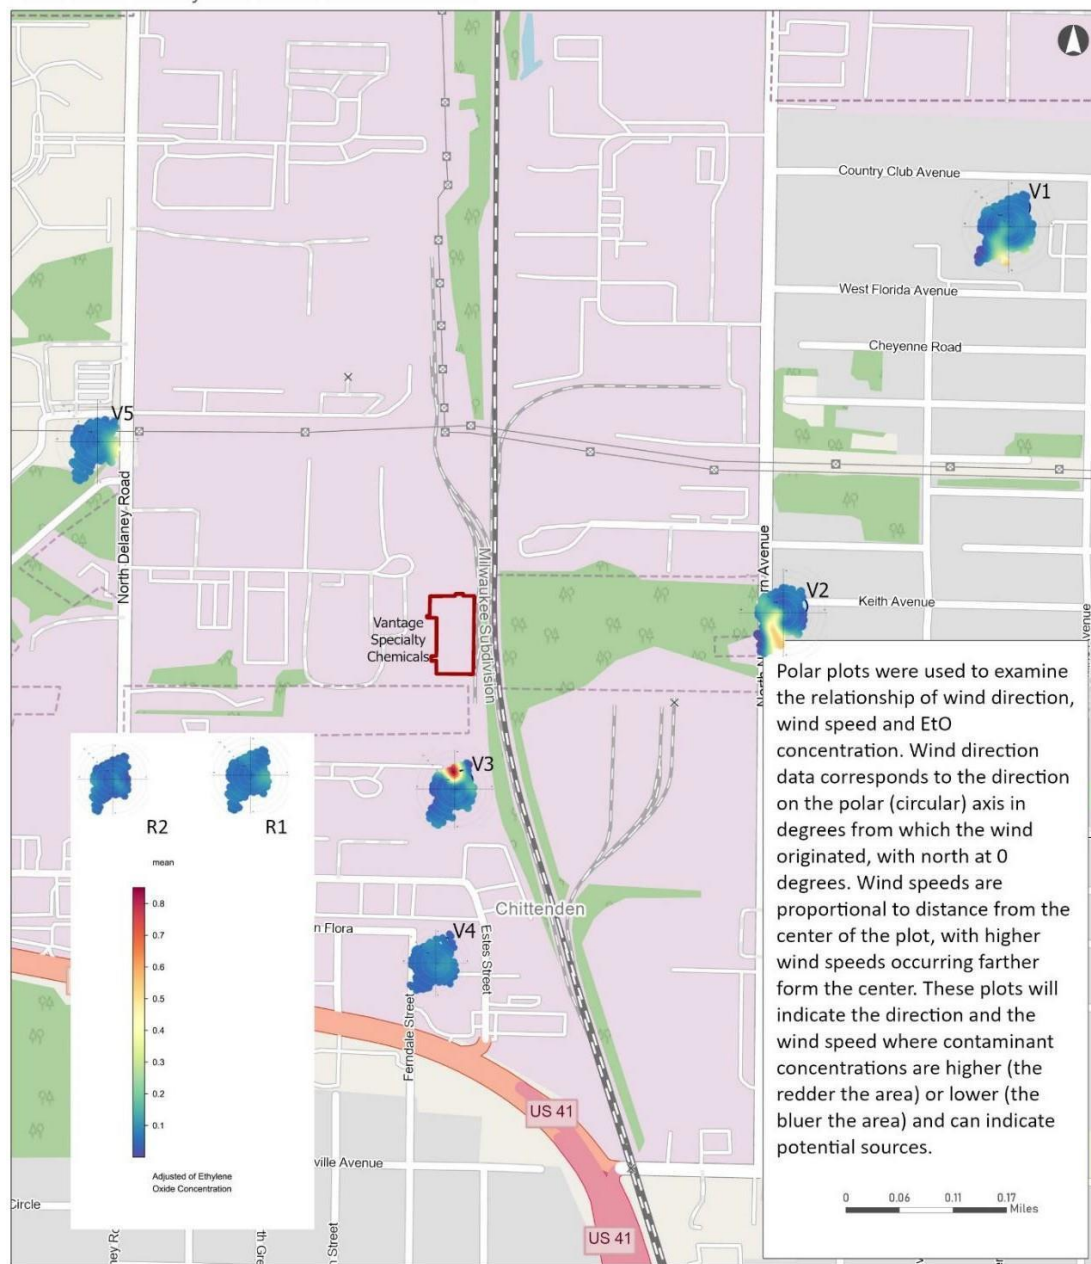 Country Club Avenue
V1
West Florida Avenue
Cheyenne Road
V5
North Delaney Road
Milwaukee Subdivision
Vantage
Specialty
Chemicals
V2
Keith Avenue
Avenue
V3
R2
R1
mean
0.8
0.7
0.6
0.5
0.4
0.3
0.2
0.1
Adjusted of Ethylene
Oxide Concentration
Chittenden
n Flora
V4
Estes Street
Ferndale Street
US 41
ville Avenue
Circle
US 41
Polar plots were used to examine
the relationship of wind direction,
wind speed and EtO
concentration. Wind direction
data corresponds to the direction
on the polar (circular) axis in
degrees from which the wind
originated, with north at 0
degrees. Wind speeds are
proportional to distance from the
center of the plot, with higher
wind speeds occurring farther
form the center. These plots will
indicate the direction and the
wind speed where contaminant
concentrations are higher (the
redder the area) or lower (the
bluer the area) and can indicate
potential sources.
0 0.06 0.11 0.17
Miles